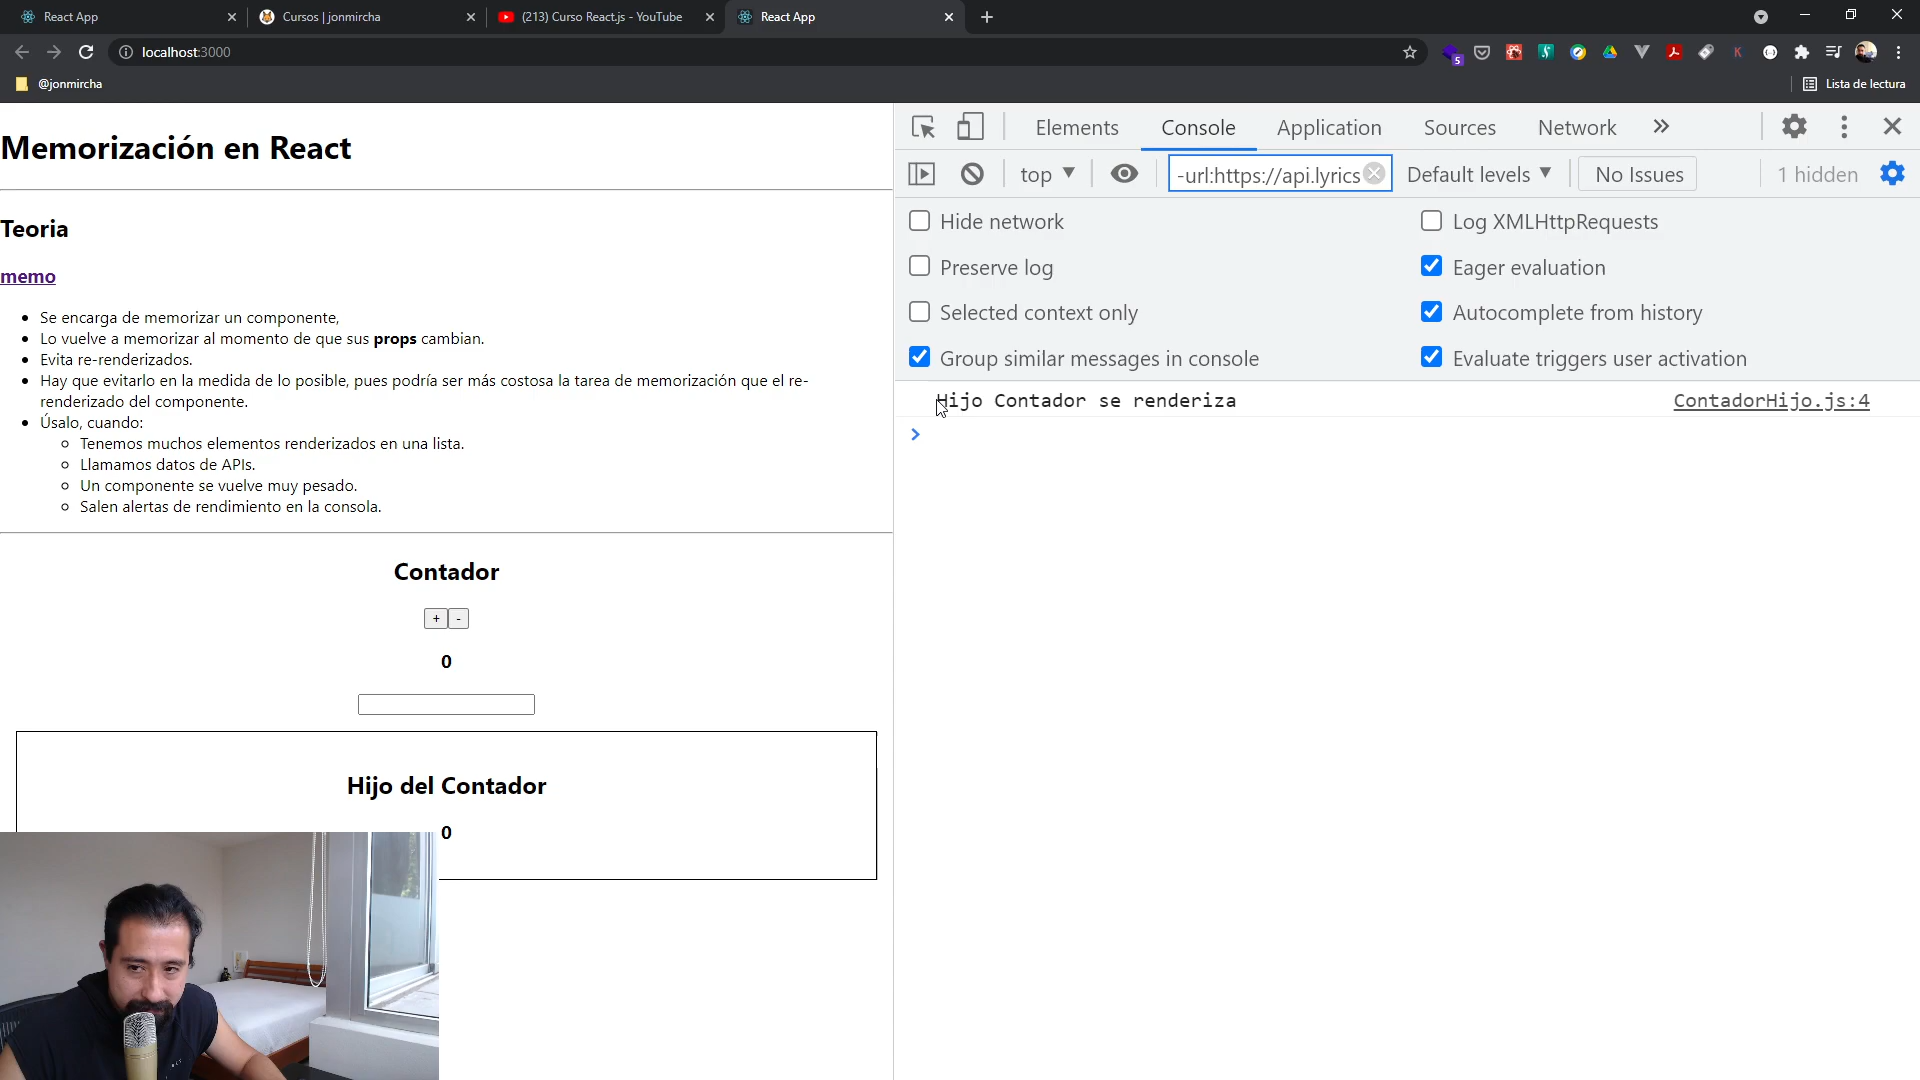 React App
Cursos | jonmircha
(213) Curso React.js - YouTube
React App
localhost:3000
5
@jonmircha
Lista de lectura
Memorización en React
Teoria
memo
Se encarga de memorizar un componente,
Lo vuelve a memorizar al momento de que sus props cambian.
Evita re-renderizados.
Hay que evitarlo en la medida de lo posible, pues podría ser más costosa la tarea de memorización que el re-
renderizado del componente.
Úsalo, cuando:
Tenemos muchos elementos renderizados en una lista.
Llamamos datos de APIs.
Un componente se vuelve muy pesado.
Salen alertas de rendimiento en la consola.
Contador
+ -
0
Hijo del Contador
0
Elements Console Application Sources Network
top -url:https://api.lyrics Default levels No Issues 1 hidden
Hide network Log XMLHttpRequests
Preserve log Eager evaluation
Selected context only Autocomplete from history
Group similar messages in console Evaluate triggers user activation
Hijo Contador se renderiza ContadorHijo.js:4